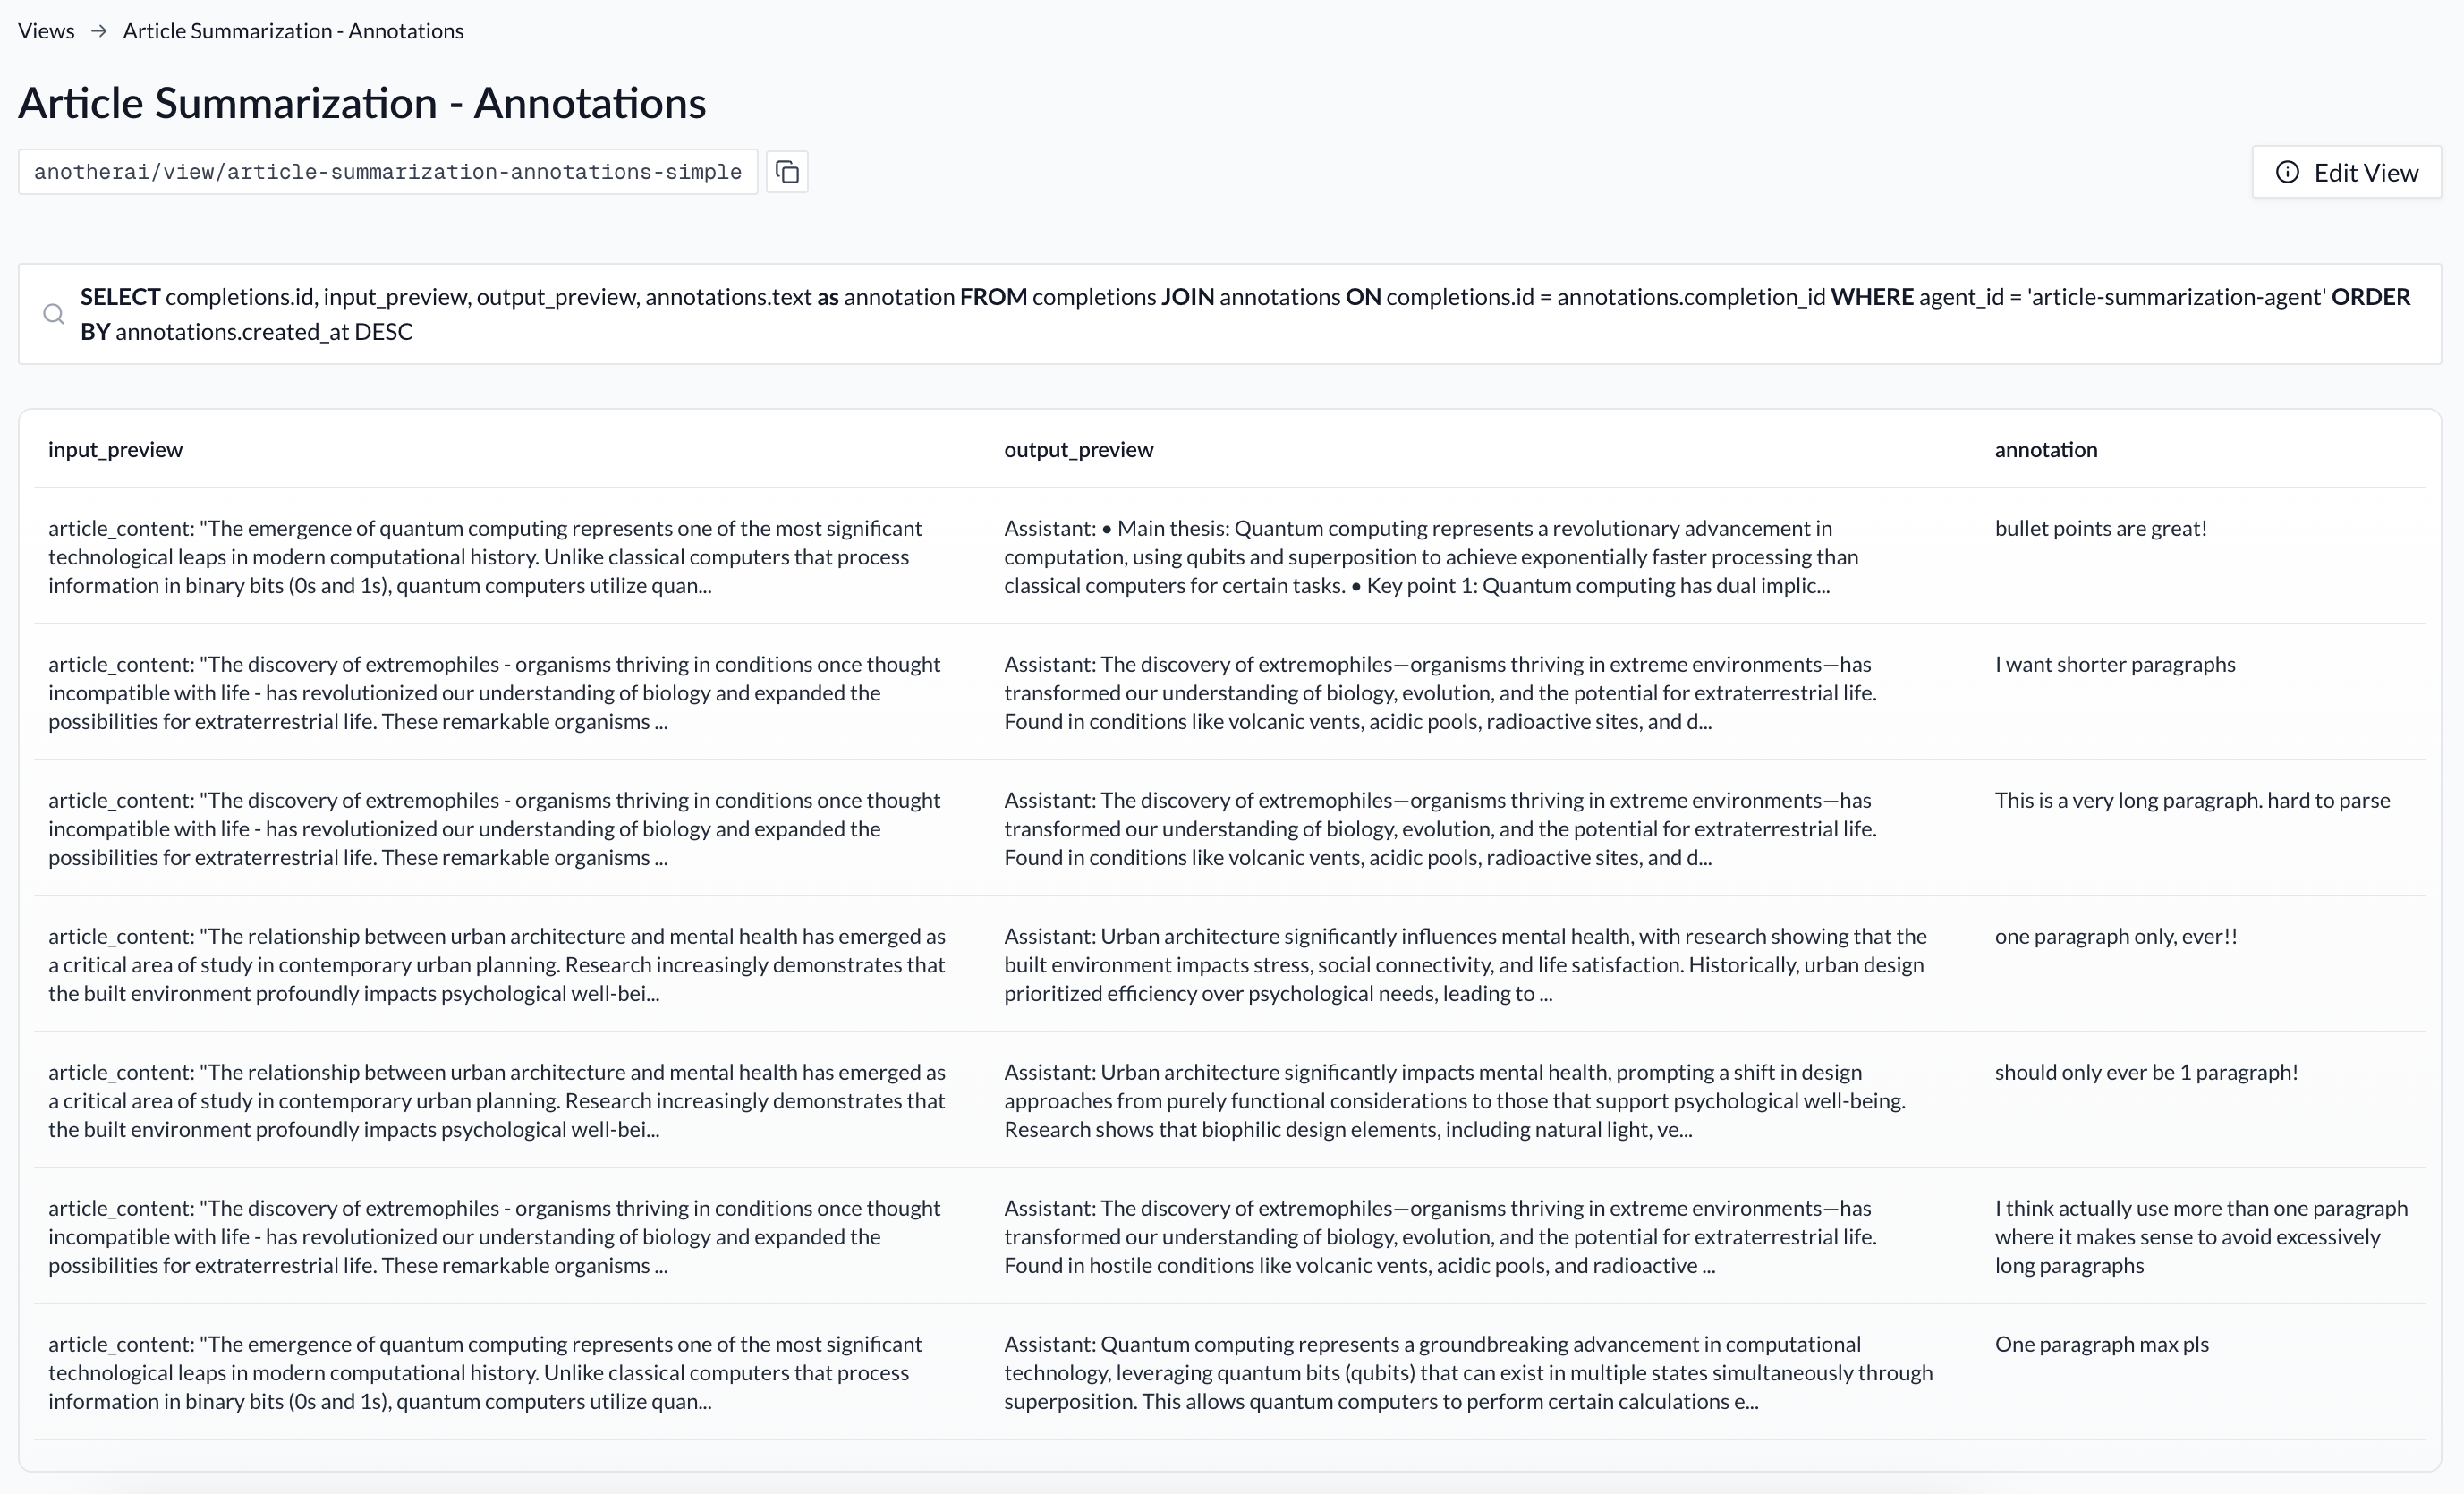 Views → Article Summarization - Annotations
Article Summarization - Annotations
anotherai/view/article-summarization-annotations-simple
Edit View
SELECT completions.id, input_preview, output_preview, annotations.text as annotation FROM completions JOIN annotations ON completions.id = annotations.completion_id WHERE agent_id = 'article-summarization-agent' ORDER
BY annotations.created_at DESC
input_preview
output_preview
annotation
article_content: "The emergence of quantum computing represents one of the most significant
technological leaps in modern computational history. Unlike classical computers that process
information in binary bits (0s and 1s), quantum computers utilize quan...
Assistant: • Main thesis: Quantum computing represents a revolutionary advancement in
computation, using qubits and superposition to achieve exponentially faster processing than
classical computers for certain tasks. • Key point 1: Quantum computing has dual implic...
bullet points are great!
article_content: "The discovery of extremophiles - organisms thriving in conditions once thought
incompatible with life - has revolutionized our understanding of biology and expanded the
possibilities for extraterrestrial life. These remarkable organisms ...
Assistant: The discovery of extremophiles—organisms thriving in extreme environments—has
transformed our understanding of biology, evolution, and the potential for extraterrestrial life.
Found in conditions like volcanic vents, acidic pools, radioactive sites, and d...
I want shorter paragraphs
article_content: "The discovery of extremophiles - organisms thriving in conditions once thought
incompatible with life - has revolutionized our understanding of biology and expanded the
possibilities for extraterrestrial life. These remarkable organisms ...
Assistant: The discovery of extremophiles—organisms thriving in extreme environments—has
transformed our understanding of biology, evolution, and the potential for extraterrestrial life.
Found in conditions like volcanic vents, acidic pools, radioactive sites, and d...
This is a very long paragraph. hard to parse
article_content: "The relationship between urban architecture and mental health has emerged as
a critical area of study in contemporary urban planning. Research increasingly demonstrates that
the built environment profoundly impacts psychological well-bei...
Assistant: Urban architecture significantly influences mental health, with research showing that the
built environment impacts stress, social connectivity, and life satisfaction. Historically, urban design
prioritized efficiency over psychological needs, leading to ...
one paragraph only, ever!!
article_content: "The relationship between urban architecture and mental health has emerged as
a critical area of study in contemporary urban planning. Research increasingly demonstrates that
the built environment profoundly impacts psychological well-bei...
Assistant: Urban architecture significantly impacts mental health, prompting a shift in design
approaches from purely functional considerations to those that support psychological well-being.
Research shows that biophilic design elements, including natural light, ve...
should only ever be 1 paragraph!
article_content: "The discovery of extremophiles - organisms thriving in conditions once thought
incompatible with life - has revolutionized our understanding of biology and expanded the
possibilities for extraterrestrial life. These remarkable organisms ...
Assistant: The discovery of extremophiles—organisms thriving in extreme environments—has
transformed our understanding of biology, evolution, and the potential for extraterrestrial life.
Found in hostile conditions like volcanic vents, acidic pools, and radioactive ...
I think actually use more than one paragraph
where it makes sense to avoid excessively
long paragraphs
article_content: "The emergence of quantum computing represents one of the most significant
technological leaps in modern computational history. Unlike classical computers that process
information in binary bits (0s and 1s), quantum computers utilize quan...
Assistant: Quantum computing represents a groundbreaking advancement in computational
technology, leveraging quantum bits (qubits) that can exist in multiple states simultaneously through
superposition. This allows quantum computers to perform certain calculations e...
One paragraph max pls